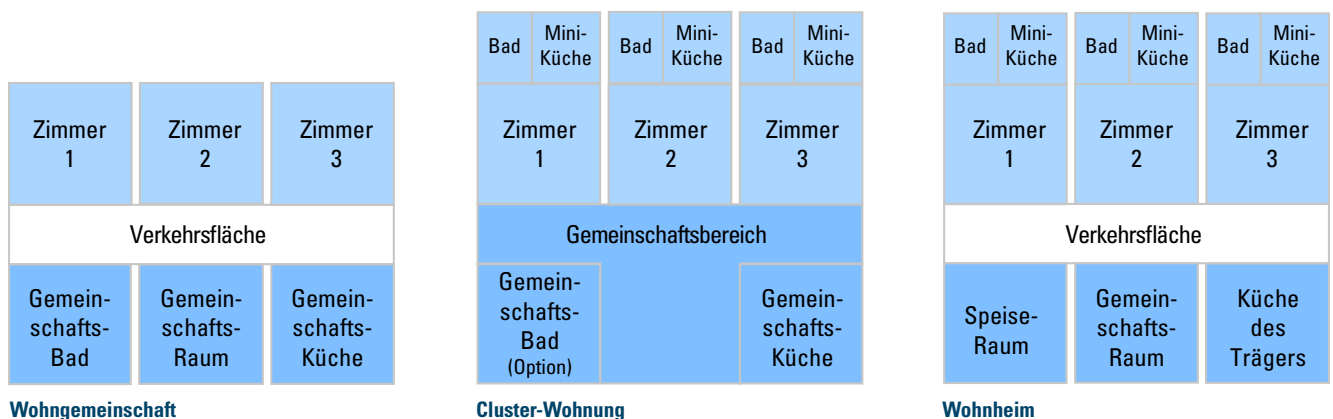 Zimmer
1
Zimmer
2
Zimmer
3
Verkehrsfläche
Gemein-
schafts-
Bad
Gemein-
schafts-
Raum
Gemein-
schafts-
Küche
Wohngemeinschaft
Bad
Mini-
Küche
Bad
Mini-
Küche
Bad
Mini-
Küche
Zimmer
1
Zimmer
2
Zimmer
3
Gemeinschaftsbereich
Gemein-
schafts-
Bad
(Option)
Gemein-
schafts-
Küche
Cluster-Wohnung
Bad
Mini-
Küche
Bad
Mini-
Küche
Bad
Mini-
Küche
Zimmer
1
Zimmer
2
Zimmer
3
Verkehrsfläche
Speise-
Raum
Gemein-
schafts-
Raum
Küche
des
Trägers
Wohnheim